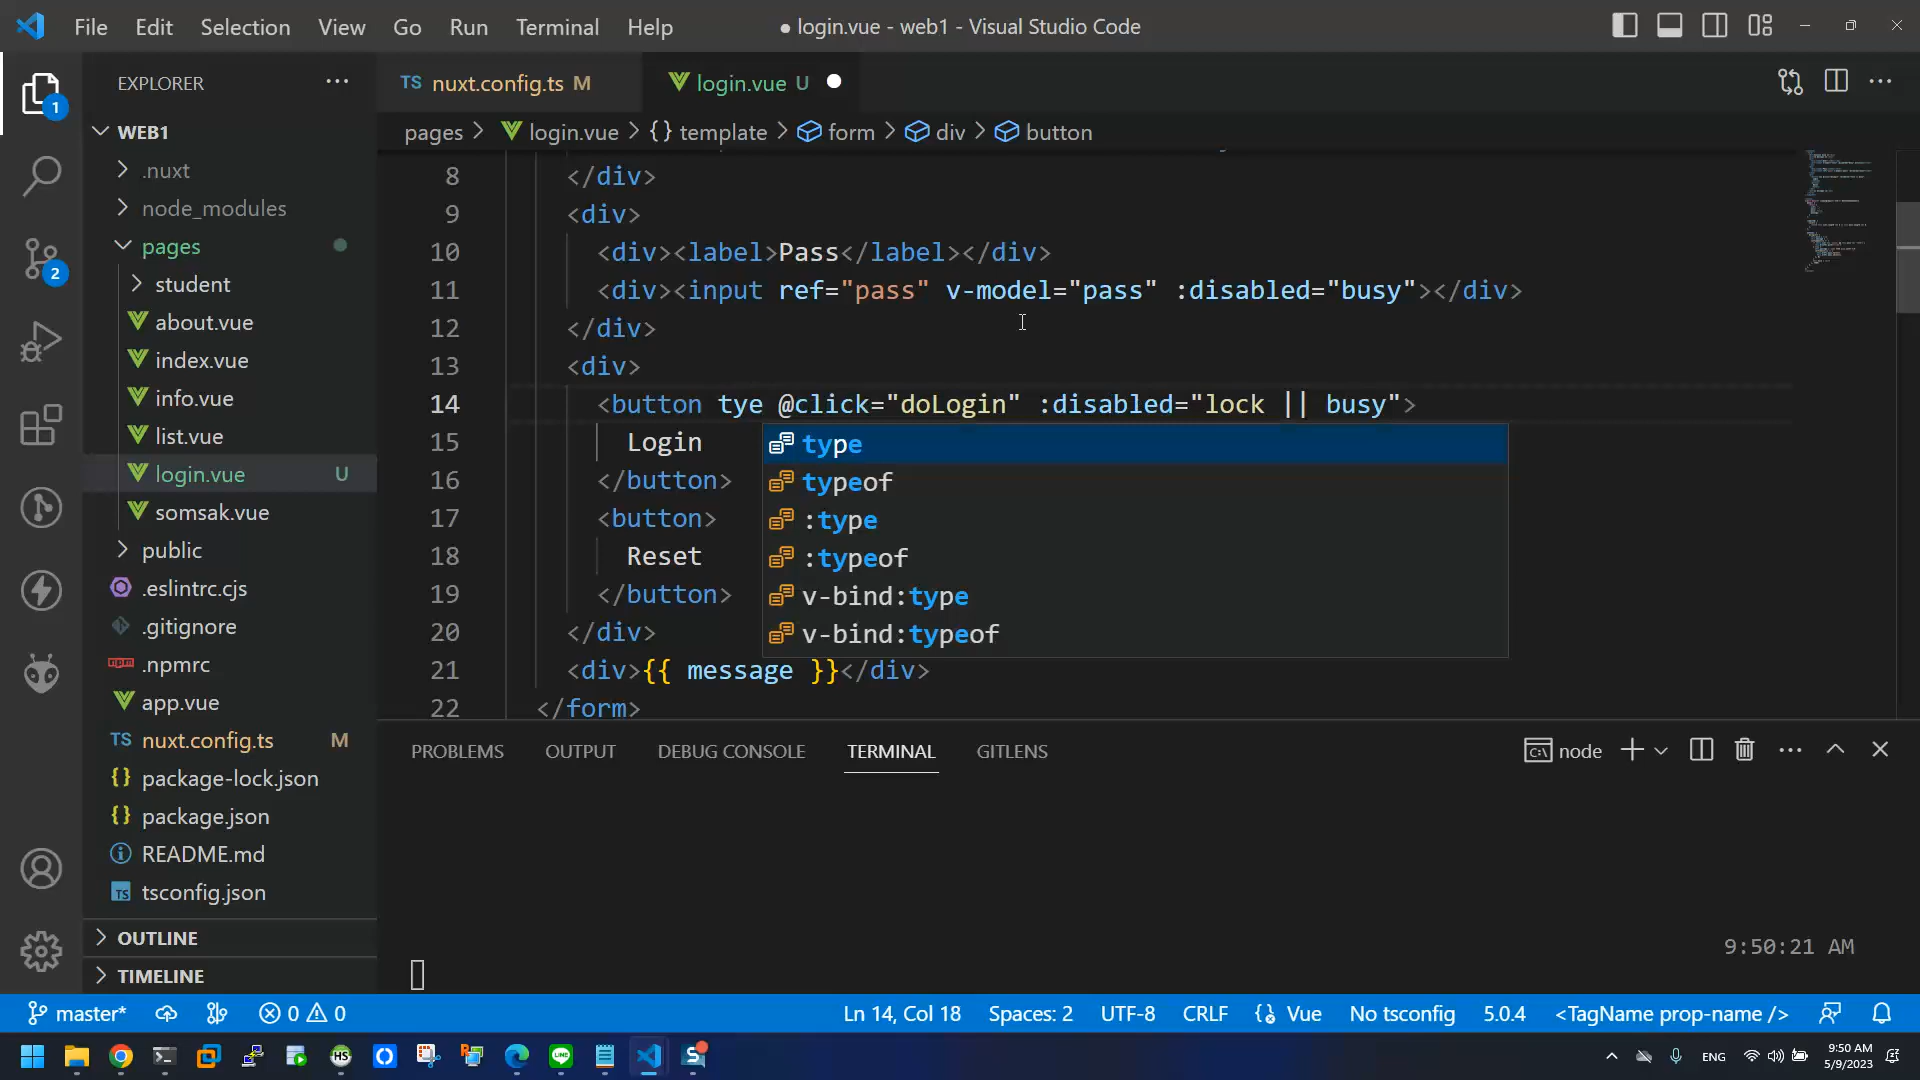 File Edit Selection View Go Run Terminal Help
● login.vue - web1 - Visual Studio Code
EXPLORER
TS nuxt.config.ts M
login.vue U
1
WEB1
pages > login.vue > {} template > form > div > button
.nuxt
node_modules
pages
student
about.vue
index.vue
info.vue
list.vue
login.vue U
somsak.vue
public
.eslintrc.cjs
.gitignore
npm .npmrc
app.vue
TS nuxt.config.ts M
{} package-lock.json
{} package.json
README.md
TS tsconfig.json
OUTLINE
TIMELINE
2
8 </div>
9 <div>
10 <div><label>Pass</label></div>
11 <div><input ref="pass" v-model="pass" :disabled="busy"></div>
12 </div>
13 <div>
14 <button tye @click="doLogin" :disabled="lock || busy">
15 Login
16 </button>
17 <button>
18 Reset
19 </button>
20 </div>
21 <div>{{ message }}</div>
22 </form>
type
typeof
:type
:typeof
v-bind:type
v-bind:typeof
PROBLEMS OUTPUT DEBUG CONSOLE TERMINAL GITLENS
node
9:50:21 AM
master* 0 0
Ln 14, Col 18 Spaces: 2 UTF-8 CRLF {} Vue No tsconfig 5.0.4 <TagName prop-name />
HS
LINE
S
ENG
9:50 AM
5/9/2023